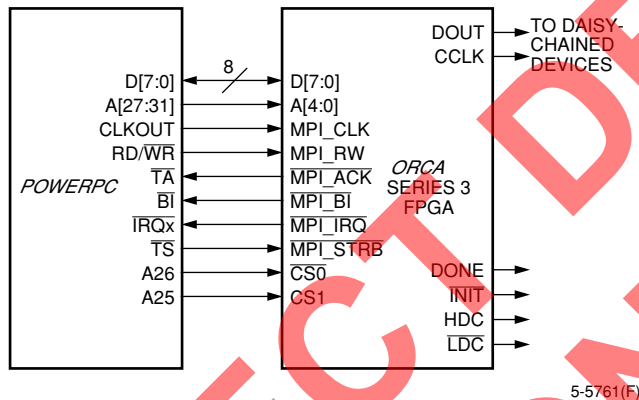 DOUT
TO DAISY-
CHAINED
DEVICES
CCLK
8
D[7:0]
D[7:0]
A[27:31]
A[4:0]
CLKOUT
MPI_CLK
RD/WR
MPI_RW
TA
MPI_ACK
BI
MPI_BI
IRQx
MPI_IRQ
TS
MPI_STRB
A26
CS0
A25
CS1
POWERPC
ORCA
SERIES 3
FPGA
DONE
INIT
HDC
LDC
5-5761(F)